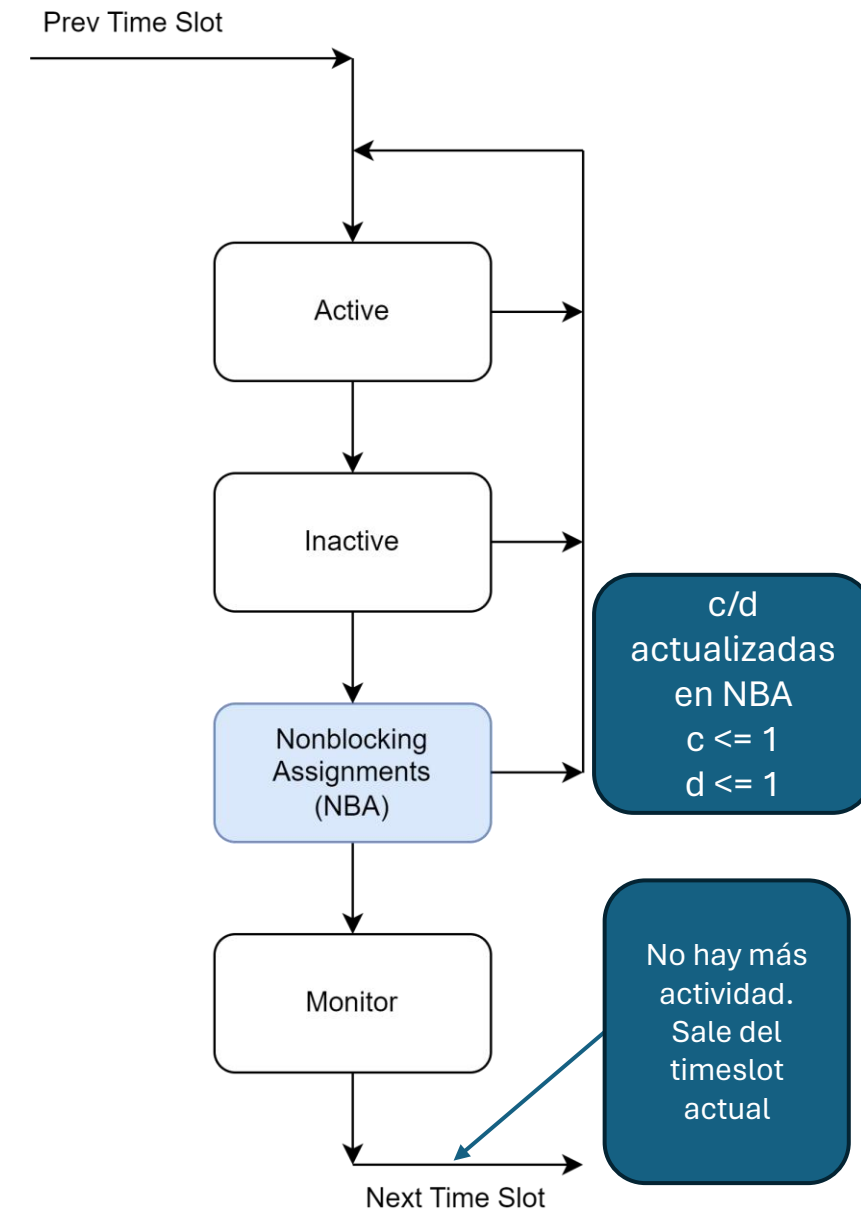 Prev Time Slot
Active
Inactive
c/d
actualizadas
en NBA
c <= 1
d <= 1
Nonblocking
Assignments
(NBA)
No hay más
actividad.
Sale del
timeslot
actual
Monitor
Next Time Slot